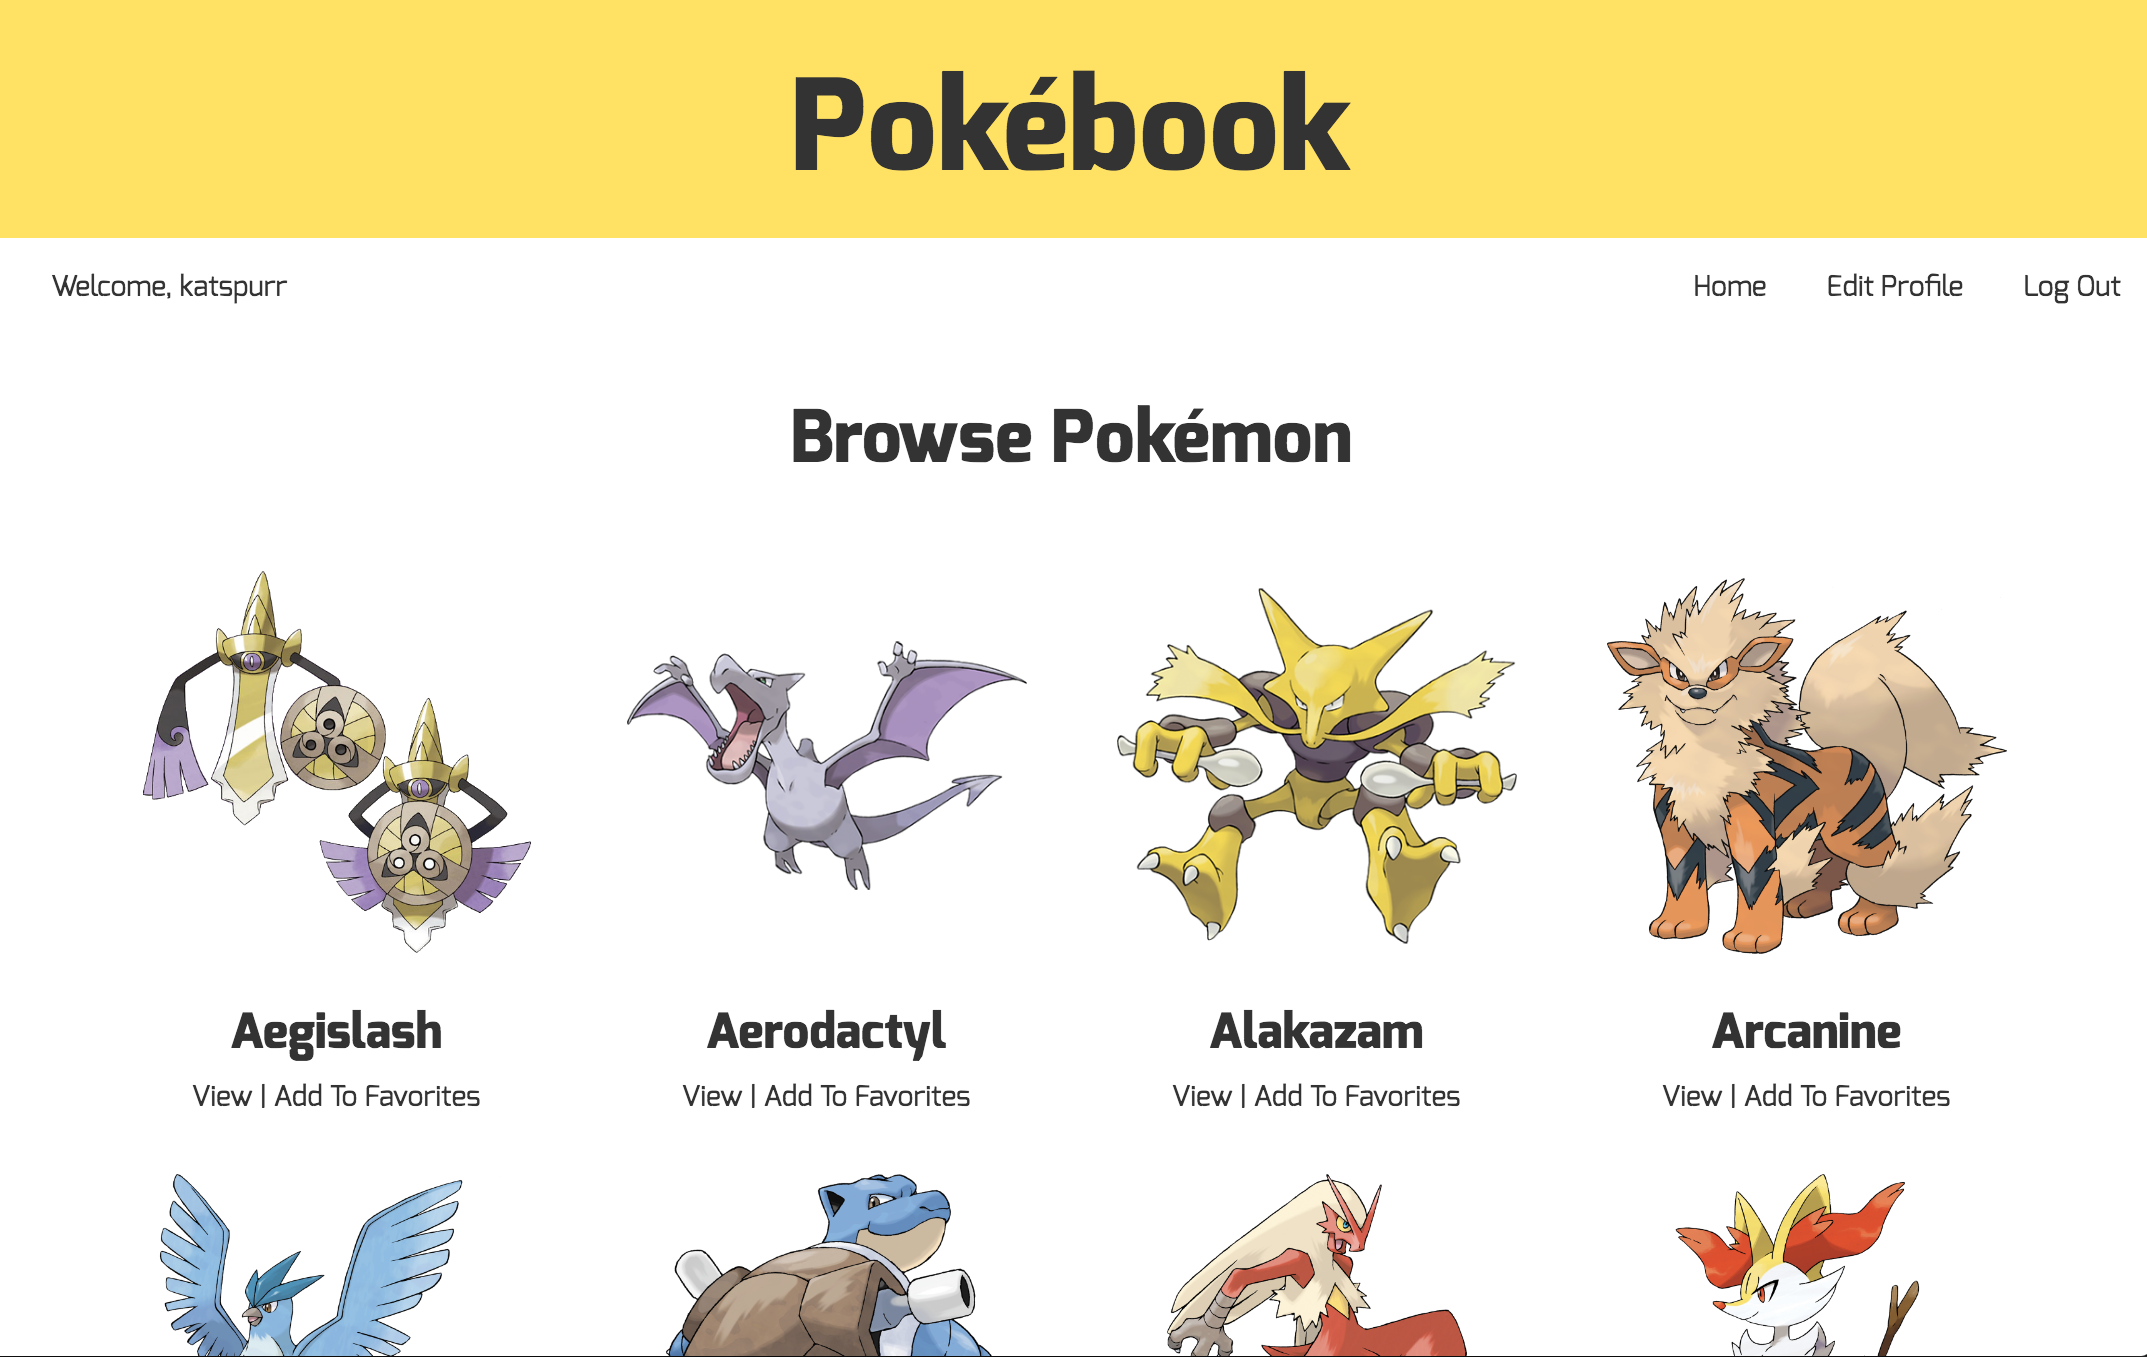 Pokébook
Welcome, katspurr
Home Edit Profile Log Out
Browse Pokémon
Aegislash Aerodactyl Alakazam Arcanine
View | Add To Favorites View | Add To Favorites View | Add To Favorites View | Add To Favorites